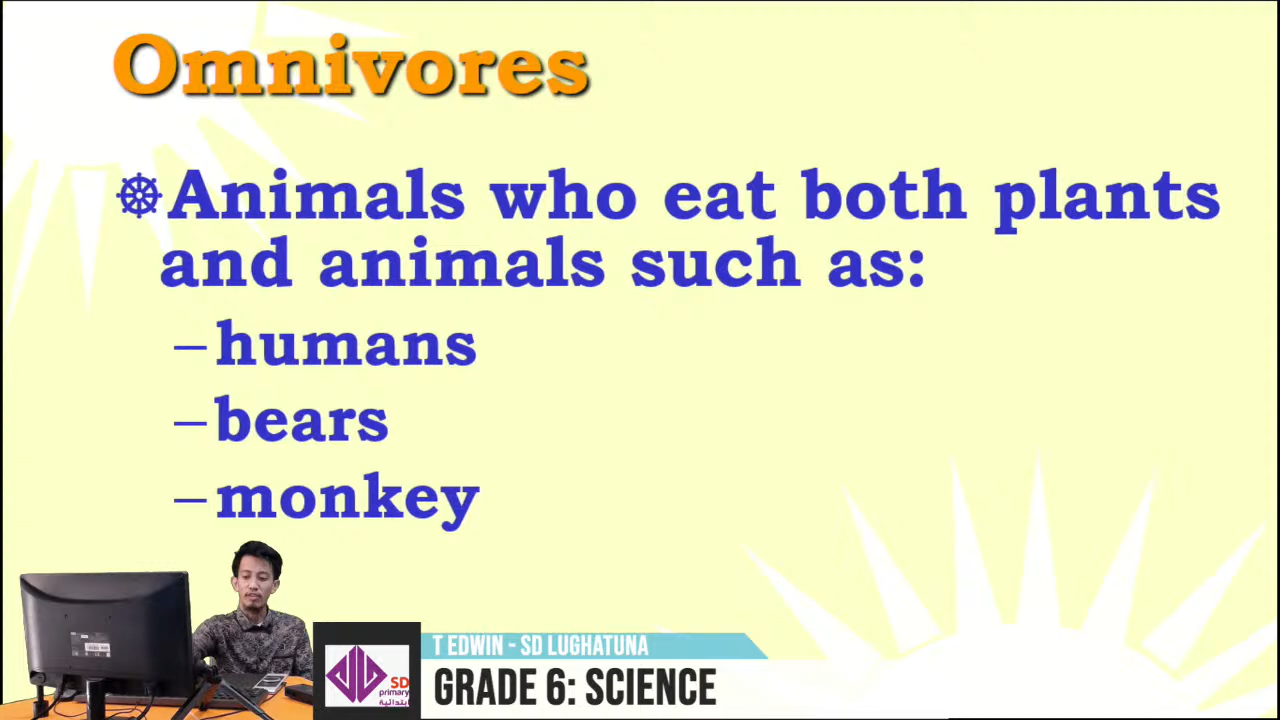 Omnivores
Animals who eat both plants
and animals such as:
–humans
–bears
–monkey
T EDWIN - SD LUGHATUNA
GRADE 6: SCIENCE
SD
primary
ابتدائية